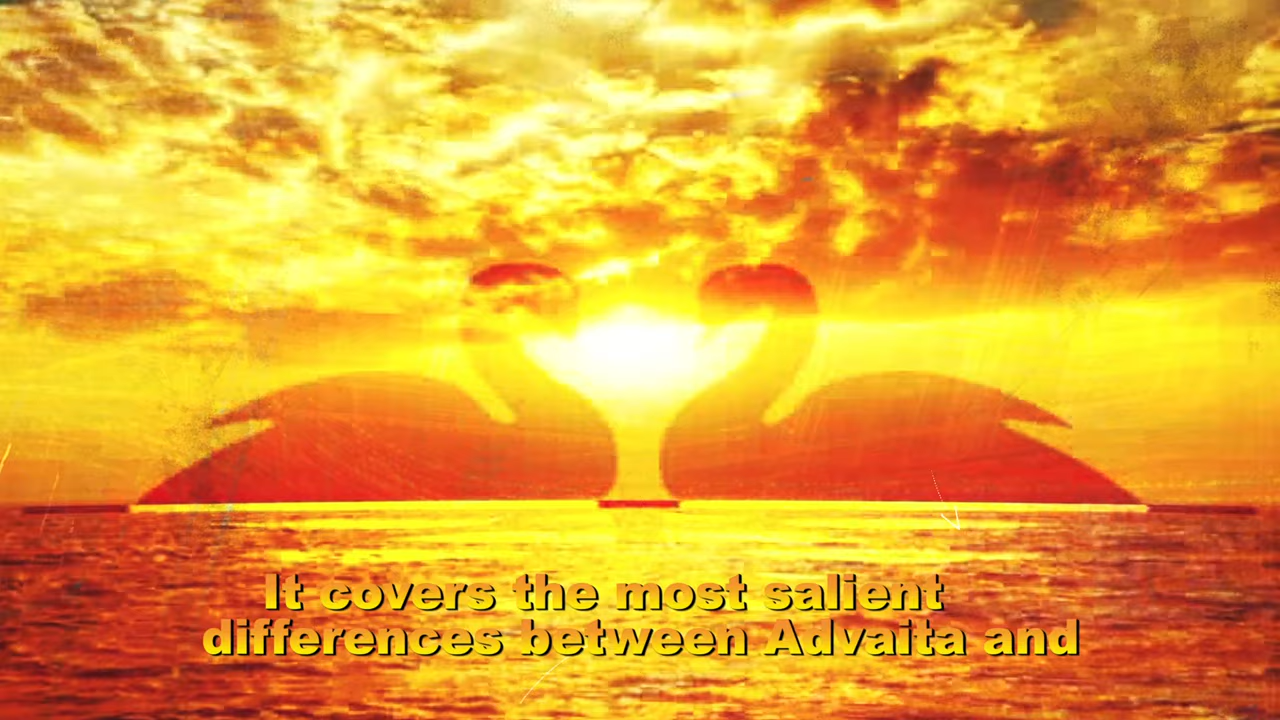 It covers the most salient
differences between Advaita and